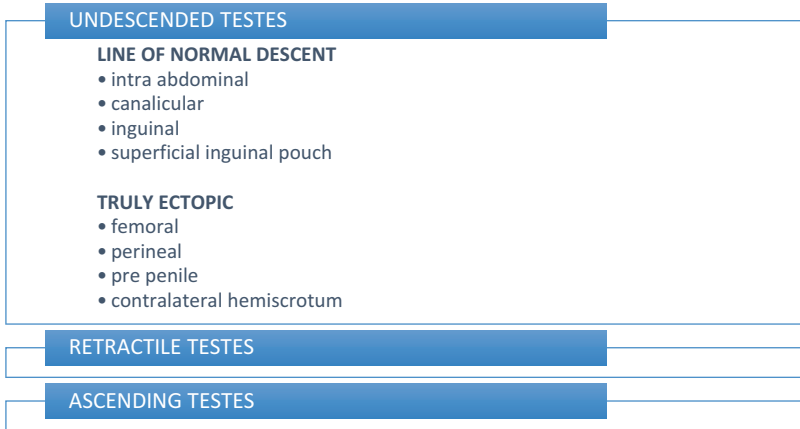 UNDESCENDED TESTES
LINE OF NORMAL DESCENT
• intra abdominal
• canalicular
• inguinal
• superficial inguinal pouch
TRULY ECTOPIC
• femoral
• perineal
• pre penile
• contralateral hemiscrotum
RETRACTILE TESTES
ASCENDING TESTES